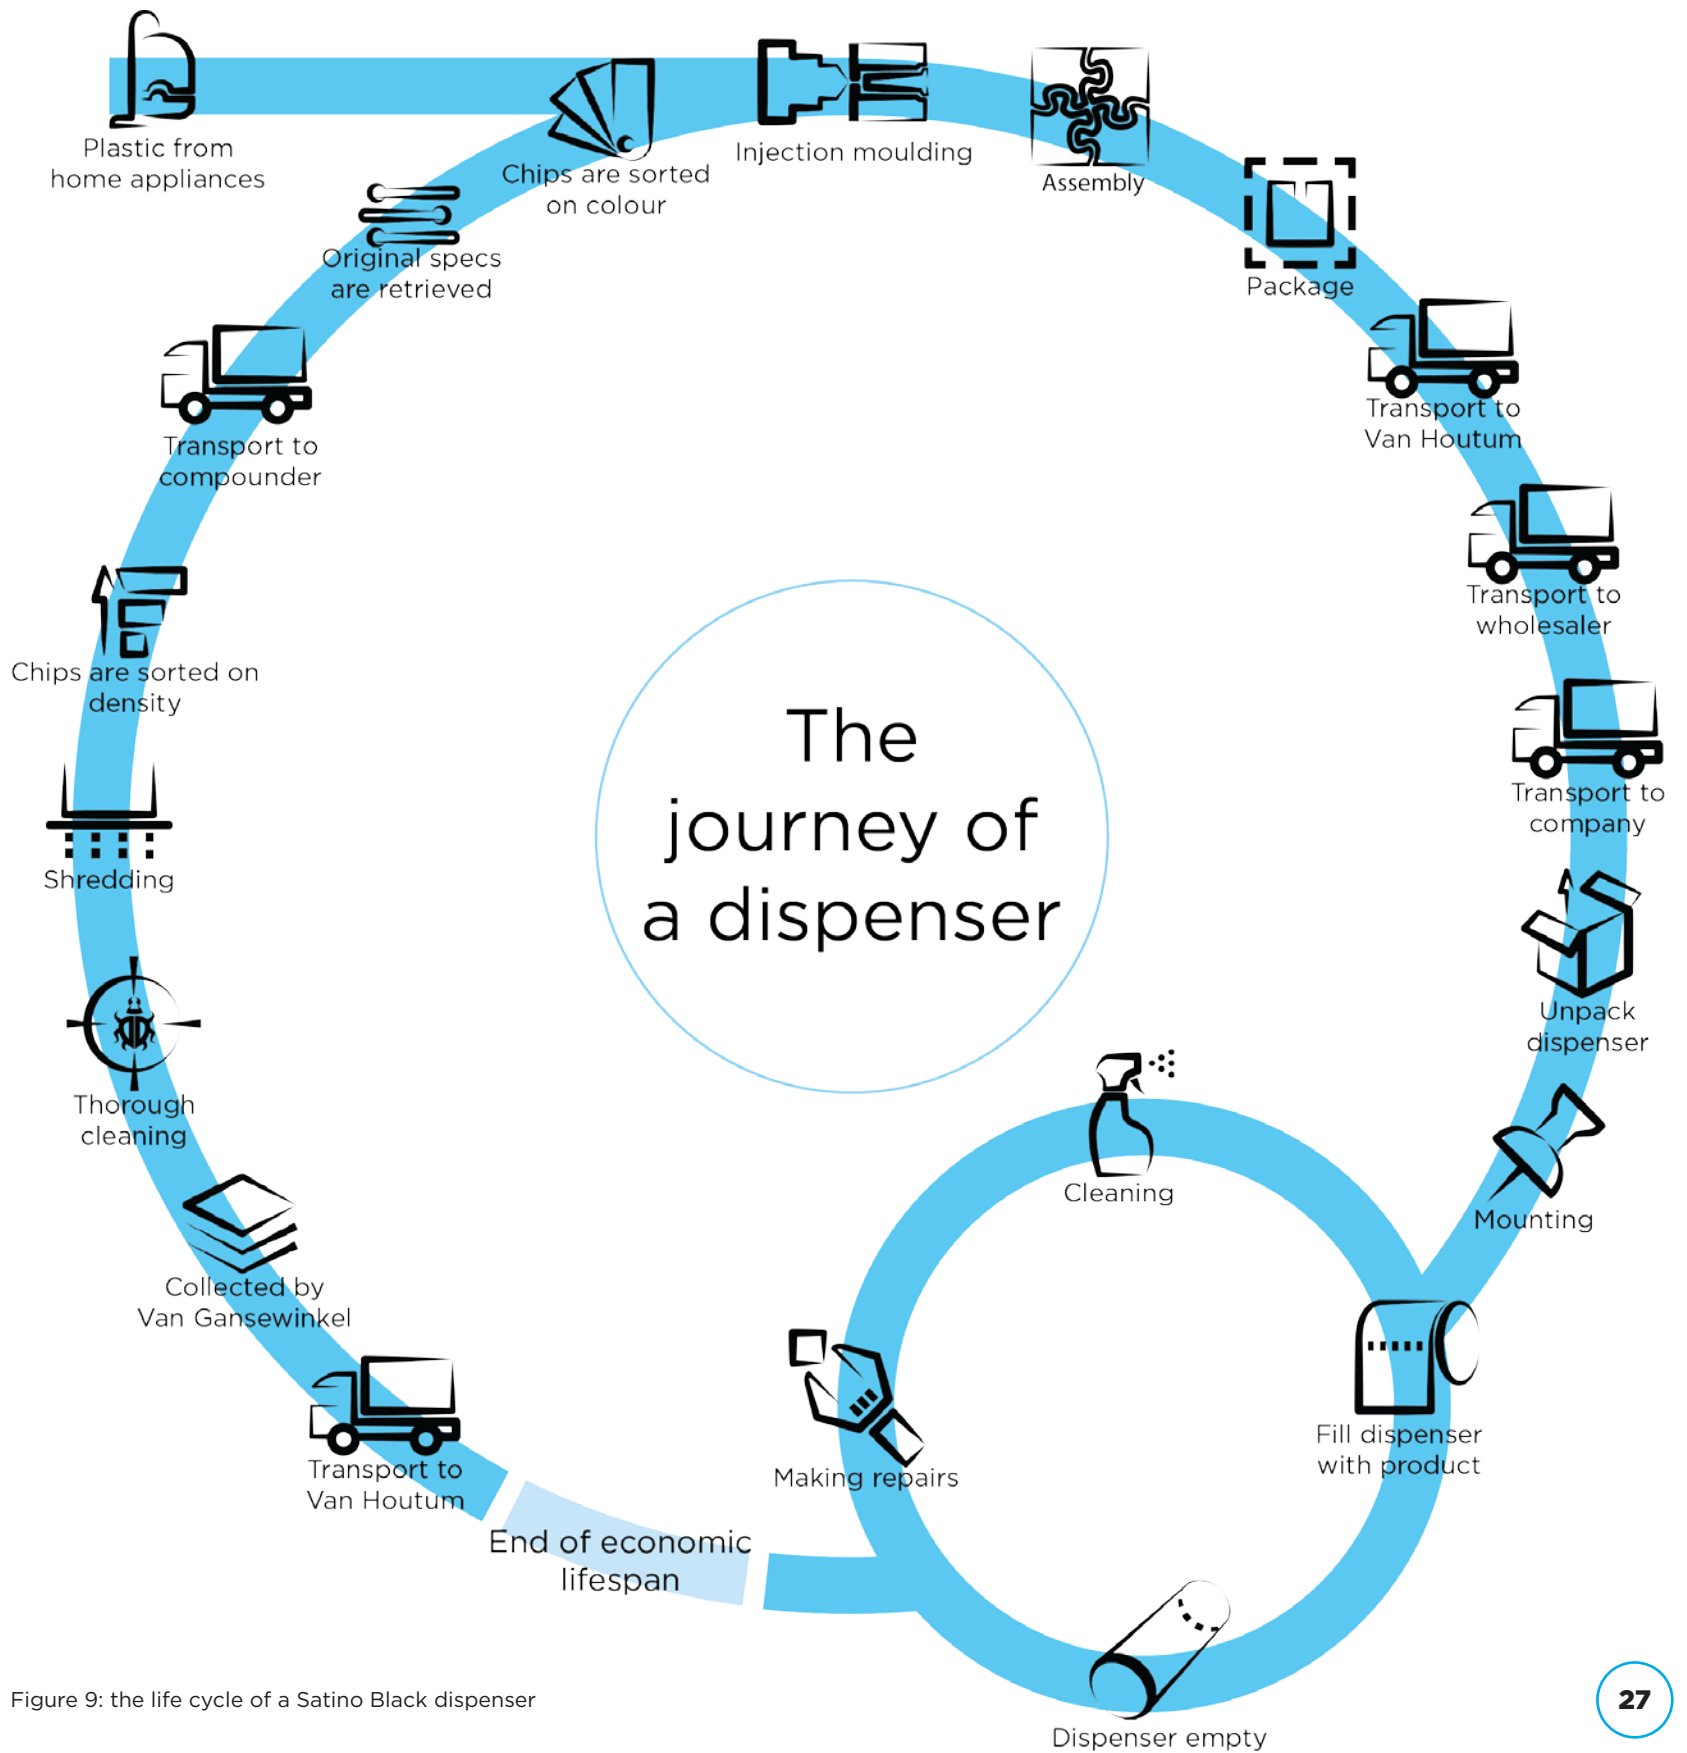 Plastic from
home appliances
Chips are sorted
on colour
Injection moulding
Assembly
Package
Transport to
Van Houtum
Transport to
wholesaler
Transport to
company
Unpack
dispenser
Mounting
Fill dispenser
with product
Dispenser empty
Making repairs
Cleaning
End of economic
lifespan
Transport to
Van Houtum
Collected by
Van Gansewinkel
Thorough
cleaning
Shredding
Chips are sorted on
density
Transport to
compounder
Original specs
are retrieved
The
journey of
a dispenser
Figure 9: the life cycle of a Satino Black dispenser
27